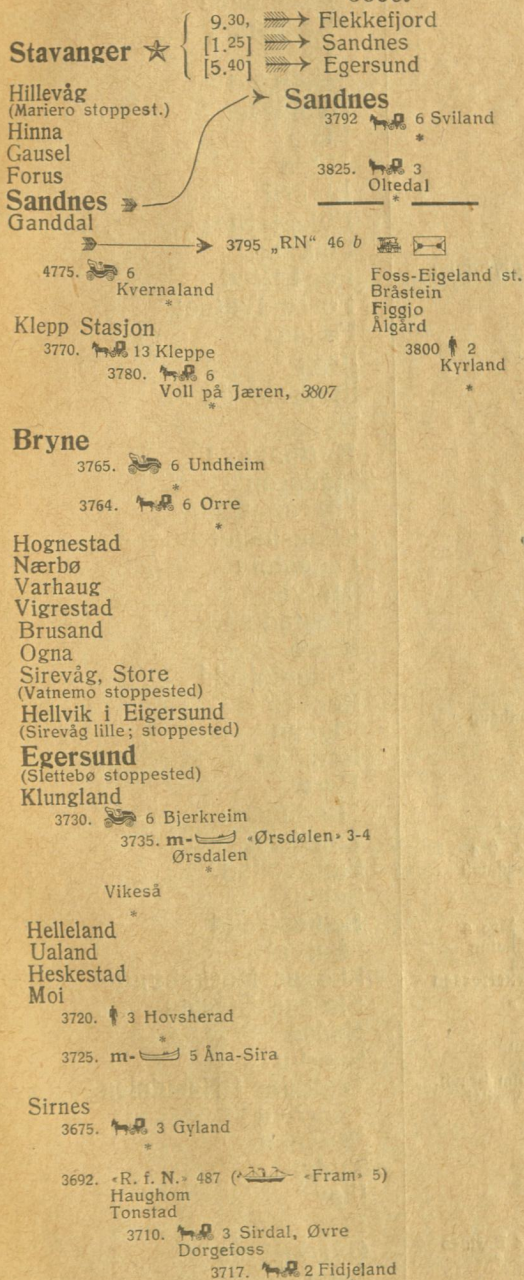 Stavanger
9.30, Flekkefjord
[1.25] Sandnes
[5.40] Egersund
Hillevåg
(Mariero stoppest.)
Hinna
Gausel
Forus
Sandnes
Ganddal
Sandnes
3792 6 Sviland
*
3825. 3
Oltedal
*
3795 „RN“ 46 b
Foss-Eigeland st.
Bråstein
Figgjo
Ålgård
3800 2
Kyrland
*
4775. 6
Kvernaland
*
Klepp Stasjon
3770. 13 Kleppe
3780. 6
Voll på Jæren, 3807
*
Bryne
3765. 6 Undheim
*
3764. 6 Orre
*
Hognestad
Nærbø
Varhaug
Vigrestad
Brusand
Ogna
Sirevåg, Store
(Vatnemo stoppested)
Hellvik i Eigersund
(Sirevåg lille; stoppested)
Egersund
(Slettebø stoppested)
Klungland
3730. 6 Bjerkreim
3735. m- «Ørsdølen» 3-4
Ørsdalen
*
Vikeså
*
Helleland
Ualand
Heskestad
Moi
3720. 3 Hovsherad
*
3725. m- 5 Åna-Sira
Sirnes
3675. 3 Gyland
*
3692. «R. f. N.» 487 ( «Fram» 5)
Haughom
Tonstad
3710. 3 Sirdal, Øvre
Dorgefoss
3717. 2 Fidjeland